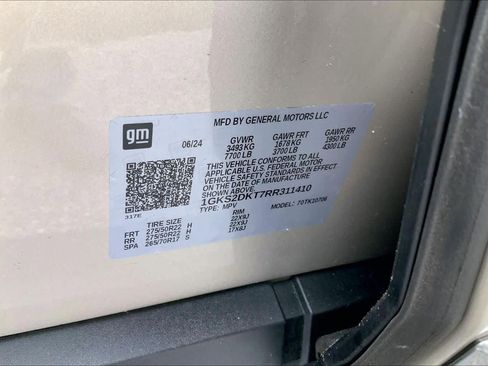 MFD BY GENERAL MOTORS LLC
gm
06/24 GVWR GAWR FRT GAWR RR
3493 KG 1678 KG 1950 KG
7700 LB 3700 LB 4300 LB
THIS VEHICLE CONFORMS TO ALL
APPLICABLE U.S. FEDERAL MOTOR
VEHICLE SAFETY STANDARDS IN
EFFECT ON THE DATE OF
MANUFACTURE SHOWN ABOVE.
1GKS2DKT7RR311410
TYPE: MPV MODEL: 70TK10706
317E
TIRE SIZE RIM
FRT 275/50R22 H 22X9J
RR 275/50R22 H 22X9J
SPA 265/70R17 S 17X8J